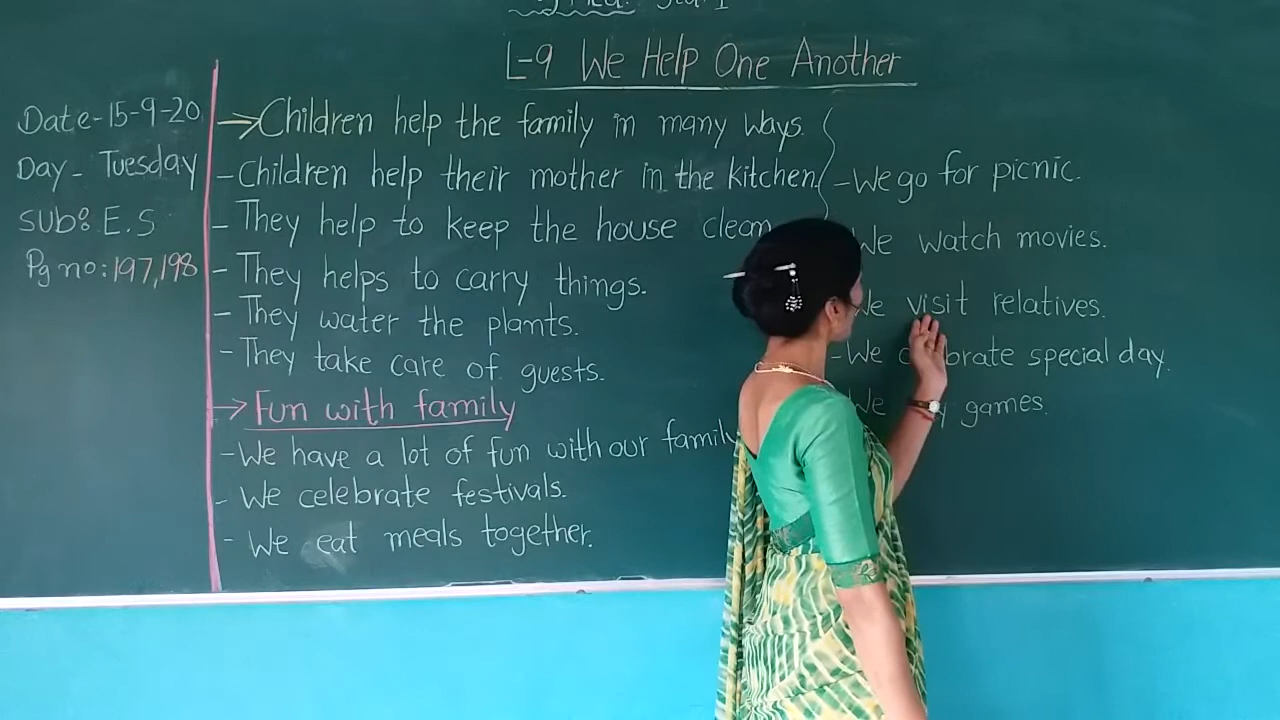 L-9 We Help One Another
Date-15-9-20
Day- Tuesday
Sub: E.S
Pg no: 197,198
→Children help the family in many ways.
-Children help their mother in the kitchen
- They help to keep the house clean
- They helps to carry things.
- They water the plants.
- They take care of guests.
→ Fun with family
-We have a lot of fun with our family
- We celebrate festivals.
- We eat meals together.
-We go for picnic.
We watch movies.
We visit relatives.
-We special day.
We games.